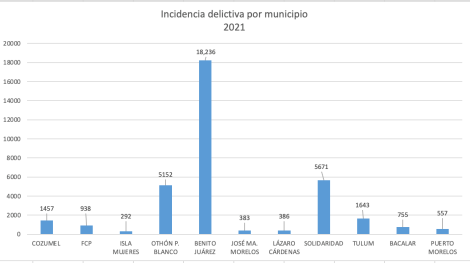 Incidencia delictiva por municipio
2021
20000
18000
16000
14000
12000
10000
8000
6000
4000
2000
0
1457
938
292
5152
18,236
383
386
5671
1643
755
557
COZUMEL
FCP
ISLA
MUJERES
OTHÓN P.
BLANCO
BENITO
JUÁREZ
JOSÉ MA.
MORELOS
LÁZARO
CÁRDENAS
SOLIDARIDAD
TULUM
BACALAR
PUERTO
MORELOS